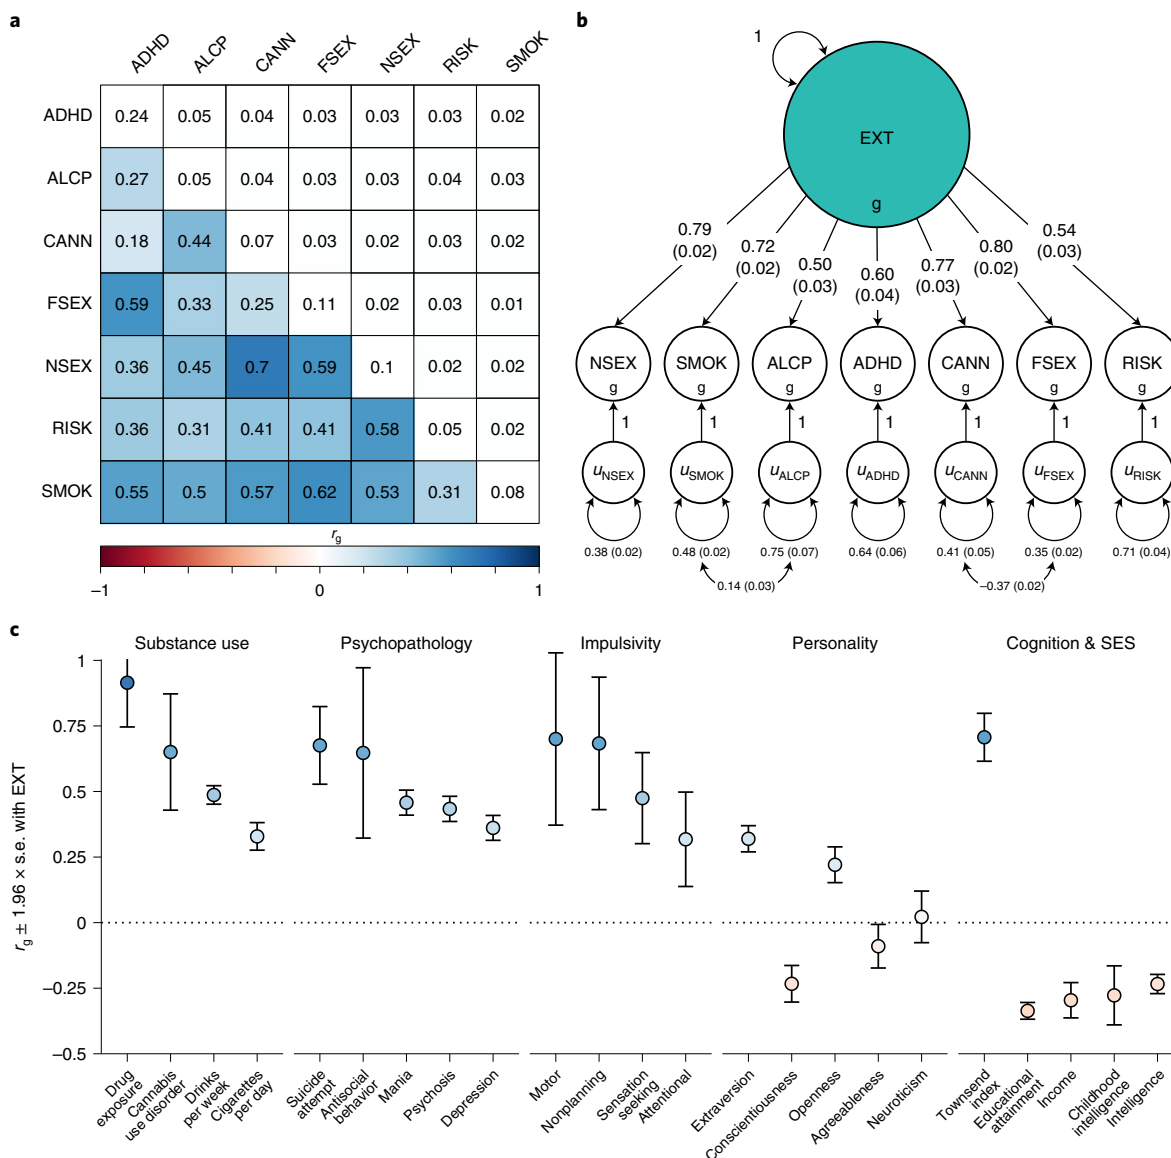 a
ADHD ALCP CANN FSEX NSEX RISK SMOK
ADHD 0.24 0.05 0.04 0.03 0.03 0.03 0.02
ALCP 0.27 0.05 0.04 0.03 0.03 0.04 0.03
CANN 0.18 0.44 0.07 0.03 0.02 0.03 0.02
FSEX 0.59 0.33 0.25 0.11 0.02 0.03 0.01
NSEX 0.36 0.45 0.7 0.59 0.1 0.02 0.02
RISK 0.36 0.31 0.41 0.41 0.58 0.05 0.02
SMOK 0.55 0.5 0.57 0.62 0.53 0.31 0.08
rg
−1 0 1
b
1
EXT
g
0.79 0.72 0.50 0.60 0.77 0.80 0.54
(0.02) (0.02) (0.03) (0.04) (0.03) (0.02) (0.03)
NSEX SMOK ALCP ADHD CANN FSEX RISK
g g g g g g g
1 1 1 1 1 1 1
uNSEX uSMOK uALCP uADHD uCANN uFSEX uRISK
0.38 (0.02) 0.48 (0.02) 0.75 (0.07) 0.64 (0.06) 0.41 (0.05) 0.35 (0.02) 0.71 (0.04)
0.14 (0.03) −0.37 (0.02)
c
Substance use Psychopathology Impulsivity Personality Cognition & SES
rg ± 1.96 × s.e. with EXT
1
0.75
0.5
0.25
0
−0.25
−0.5
Drug
exposure
Cannabis
use disorder
Drinks
per week
Cigarettes
per day
Suicide
attempt
Antisocial
behavior
Mania
Psychosis
Depression
Motor
Nonplanning
Sensation
seeking
Attentional
Extraversion
Conscientiousness
Openness
Agreeableness
Neuroticism
Townsend
index
Educational
attainment
Income
Childhood
intelligence
Intelligence